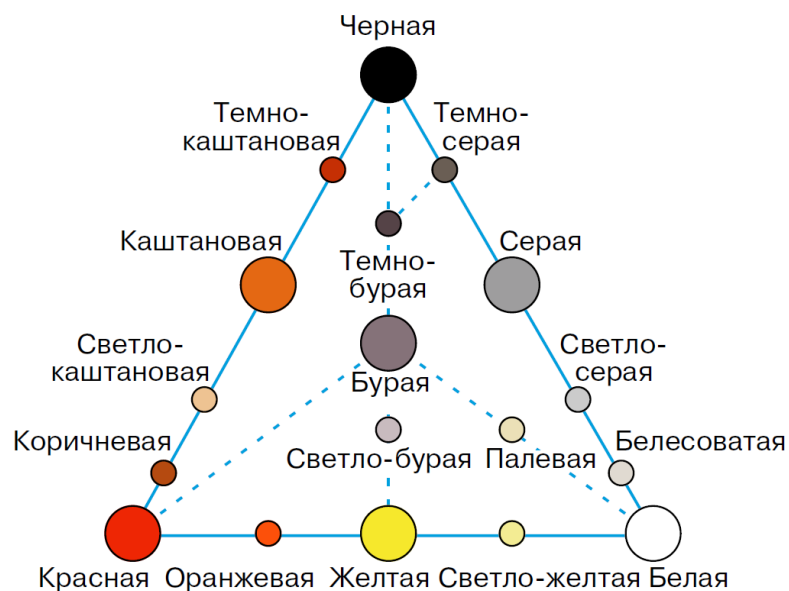 Черная
Темно-
каштановая
Темно-
серая
Каштановая
Серая
Темно-
бурая
Светло-
каштановая
Бурая
Светло-
серая
Коричневая
Светло-бурая
Палевая
Белесоватая
Красная
Оранжевая
Желтая
Светло-желтая
Белая